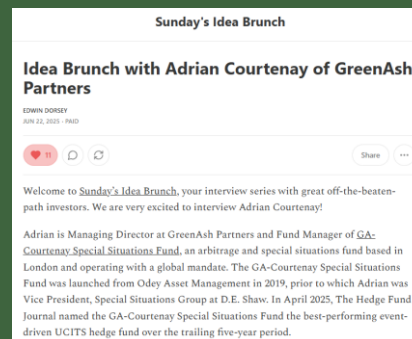 Sunday's Idea Brunch
Idea Brunch with Adrian Courtenay of GreenAsh
Partners
EDWIN DORSEY
JUN 22, 2025 · PAID
11
Share
Welcome to Sunday's Idea Brunch, your interview series with great off-the-beaten-
path investors. We are very excited to interview Adrian Courtenay!
Adrian is Managing Director at GreenAsh Partners and Fund Manager of GA-
Courtenay Special Situations Fund, an arbitrage and special situations fund based in
London and operating with a global mandate. The GA-Courtenay Special Situations
Fund was launched from Odey Asset Management in 2019, prior to which Adrian was
Vice President, Special Situations Group at D.E. Shaw. In April 2025, The Hedge Fund
Journal named the GA-Courtenay Special Situations Fund the best-performing event-
driven UCITS hedge fund over the trailing five-year period.